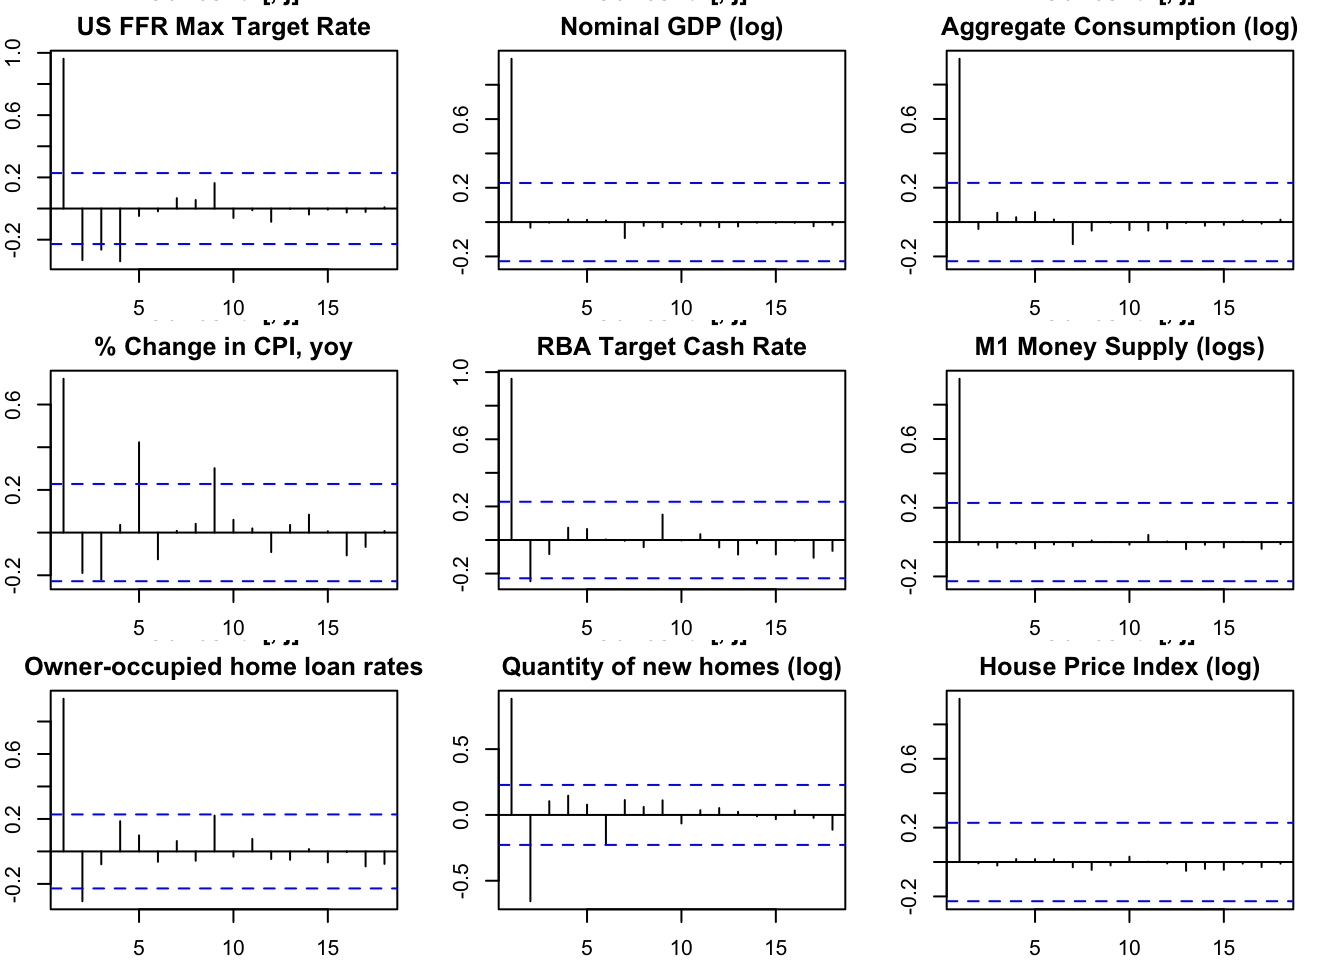 US FFR Max Target Rate
Nominal GDP (log)
Aggregate Consumption (log)
1.0
0.6
0.2
-0.2
5 10 15
0.6
0.2
-0.2
5 10 15
0.6
0.2
-0.2
5 10 15
% Change in CPI, yoy
RBA Target Cash Rate
M1 Money Supply (logs)
0.6
0.2
-0.2
5 10 15
1.0
0.6
0.2
-0.2
5 10 15
0.6
0.2
-0.2
5 10 15
Owner-occupied home loan rates
Quantity of new homes (log)
House Price Index (log)
0.6
0.2
-0.2
5 10 15
0.5
0.0
-0.5
5 10 15
0.6
0.2
-0.2
5 10 15